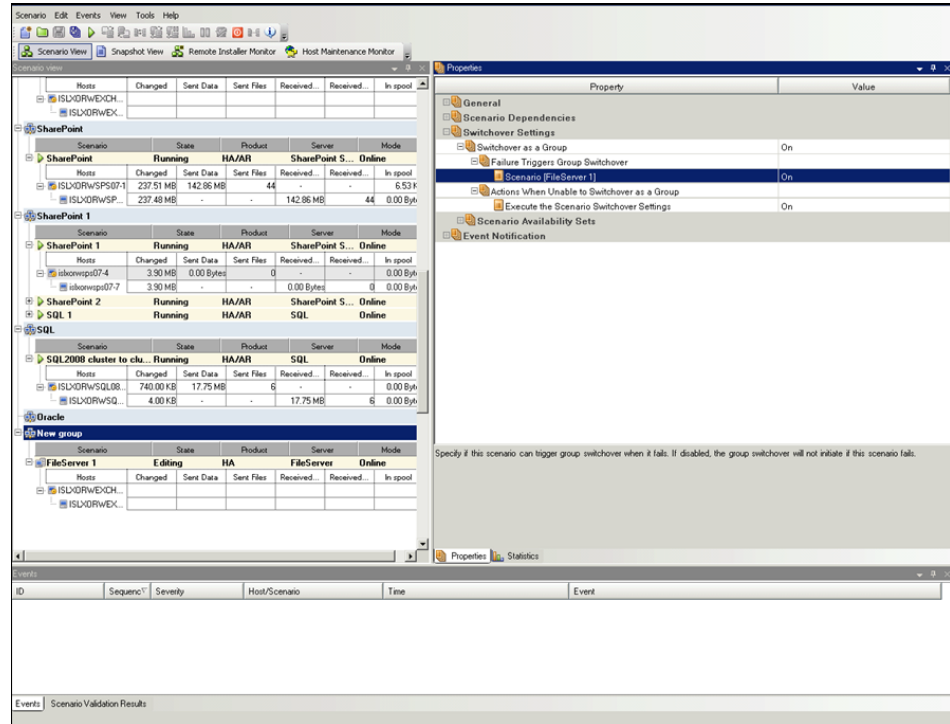 Scenario Edit Events View Tools Help
Scenario View Snapshot View Remote Installer Monitor Host Maintenance Monitor
Scenario view
Hosts Changed Sent Data Sent Files Received... Received... In spool
ISLXORWEXCH...
ISLXORWEX...
SharePoint
Scenario State Product Server Mode
SharePoint Running HA/AR SharePoint S... Online
Hosts Changed Sent Data Sent Files Received... Received... In spool
ISLXORWSPS07-1 237.51 MB 142.86 MB 44 - - 6.53 K
ISLXORWSP... 237.48 MB - - 142.86 MB 44 0.00 Byt
SharePoint 1
Scenario State Product Server Mode
SharePoint 1 Running HA/AR SharePoint S... Online
Hosts Changed Sent Data Sent Files Received... Received... In spool
islxorwsps07-4 3.90 MB 0.00 Bytes 0 - - 0.00 Byt
islxorwsps07-7 3.90 MB - - 0.00 Bytes 0 0.00 Byt
SharePoint 2 Running HA/AR SharePoint S... Online
SQL 1 Running HA/AR SQL Online
SQL
Scenario State Product Server Mode
SQL2008 cluster to clu... Running HA/AR SQL Online
Hosts Changed Sent Data Sent Files Received... Received... In spool
ISLXORWSQL08... 740.00 KB 17.75 MB 6 - - 0.00 Byt
ISLXORWSQ... 4.00 KB - - 17.75 MB 6 0.00 Byt
Oracle
New group
Scenario State Product Server Mode
FileServer 1 Editing HA FileServer Online
Hosts Changed Sent Data Sent Files Received... Received... In spool
ISLXORWEXCH...
ISLXORWEX...
Properties
Property Value
General
Scenario Dependencies
Switchover Settings
Switchover as a Group On
Failure Triggers Group Switchover
Scenario [FileServer 1] On
Actions When Unable to Switchover as a Group
Execute the Scenario Switchover Settings On
Scenario Availability Sets
Event Notification
Specify if this scenario can trigger group switchover when it fails. If disabled, the group switchover will not initiate if this scenario fails.
Properties Statistics
Events
ID Sequenc Severity Host/Scenario Time Event
Events Scenario Validation Results